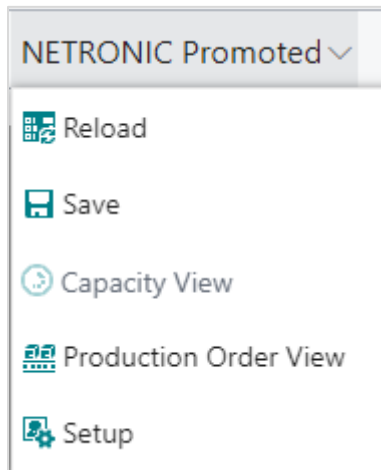 NETRONIC Promoted
Reload
Save
Capacity View
Production Order View
Setup